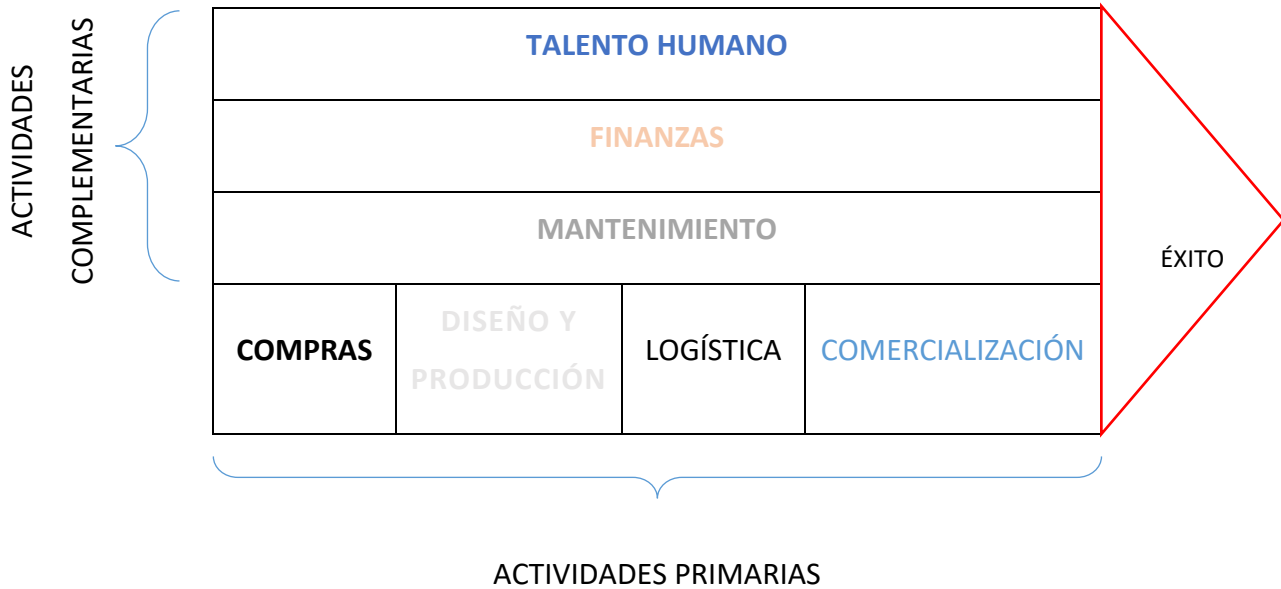 ACTIVIDADES
COMPLEMENTARIAS
TALENTO HUMANO
FINANZAS
MANTENIMIENTO
COMPRAS
DISEÑO Y
PRODUCCIÓN
LOGÍSTICA
COMERCIALIZACIÓN
ÉXITO
ACTIVIDADES PRIMARIAS